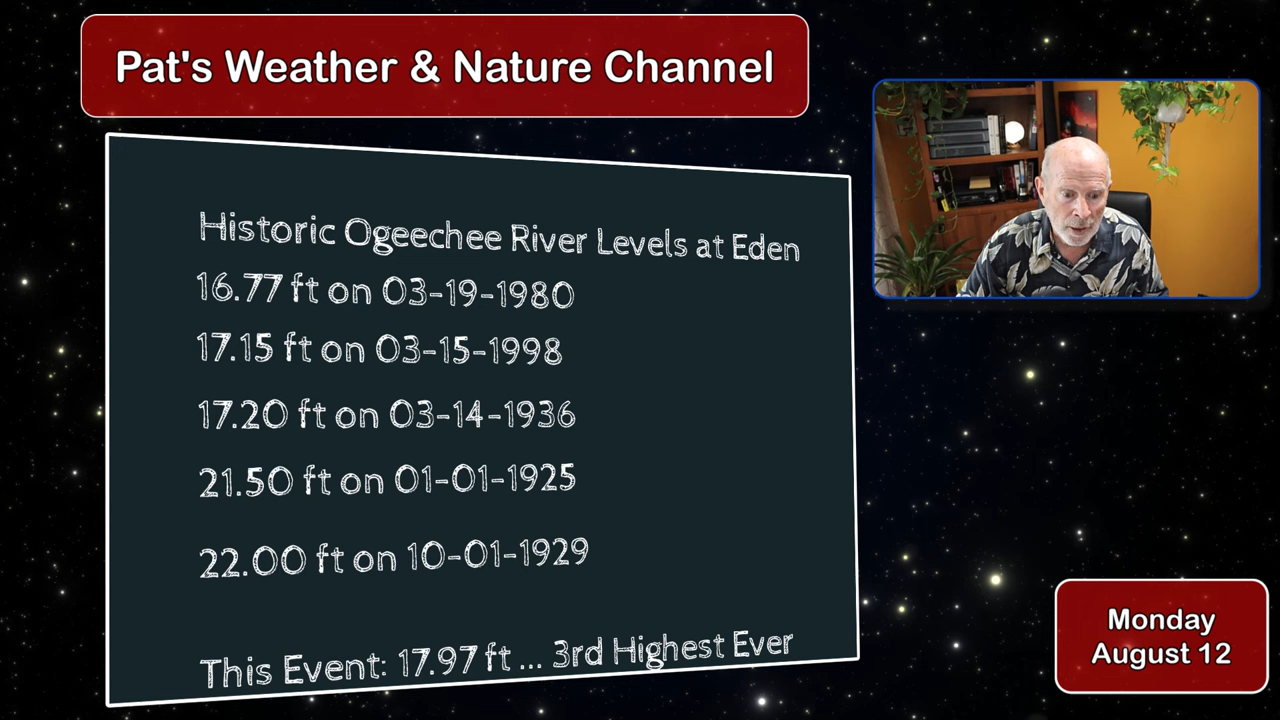 Pat's Weather & Nature Channel
Historic Ogeechee River Levels at Eden
16.77 ft on 03-19-1980
17.15 ft on 03-15-1998
17.20 ft on 03-14-1936
21.50 ft on 01-01-1925
22.00 ft on 10-01-1929
This Event: 17.97 ft ... 3rd Highest Ever
Monday
August 12